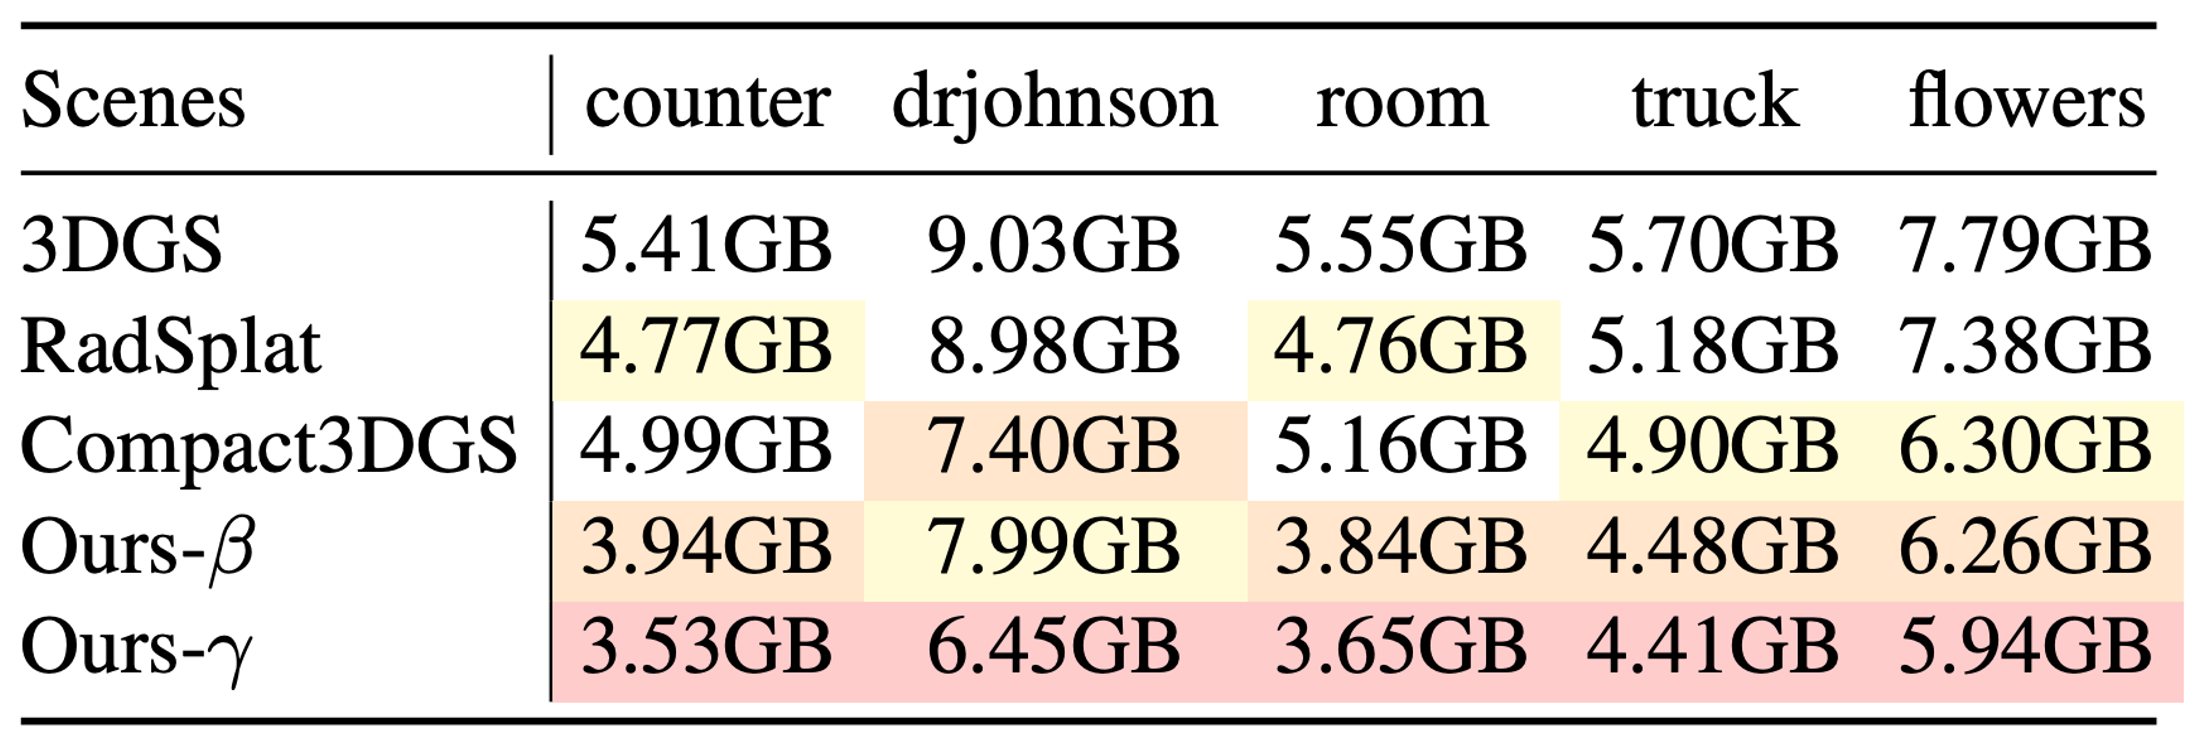 Scenes counter drjohnson room truck flowers
3DGS 5.41GB 9.03GB 5.55GB 5.70GB 7.79GB
RadSplat 4.77GB 8.98GB 4.76GB 5.18GB 7.38GB
Compact3DGS 4.99GB 7.40GB 5.16GB 4.90GB 6.30GB
Ours-β 3.94GB 7.99GB 3.84GB 4.48GB 6.26GB
Ours-γ 3.53GB 6.45GB 3.65GB 4.41GB 5.94GB